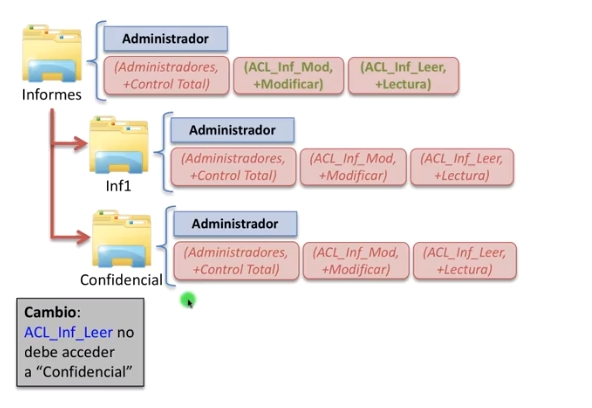 Administrador
(Administradores, +Control Total)
(ACL_Inf_Mod, +Modificar)
(ACL_Inf_Leer, +Lectura)
Informes
Administrador
(Administradores, +Control Total)
(ACL_Inf_Mod, +Modificar)
(ACL_Inf_Leer, +Lectura)
Inf1
Administrador
(Administradores, +Control Total)
(ACL_Inf_Mod, +Modificar)
(ACL_Inf_Leer, +Lectura)
Confidencial
Cambio:
ACL_Inf_Leer no
debe acceder
a “Confidencial”